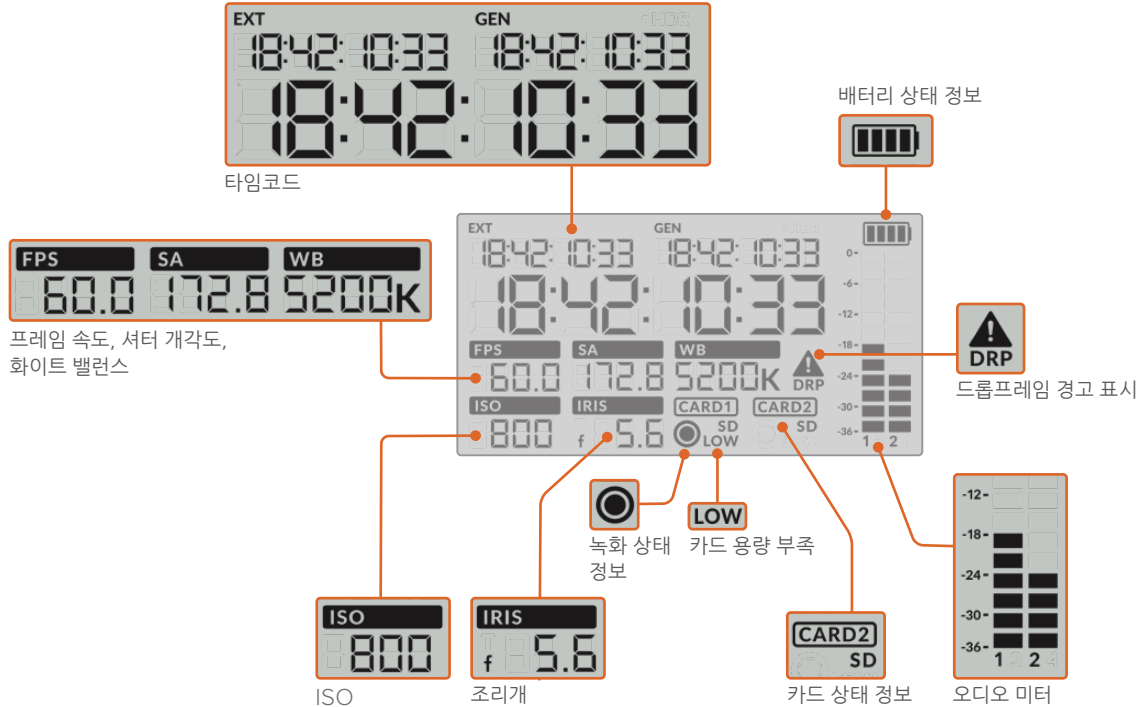 EXT GEN HDR
18:42:10:33 18:42:10:33
18:42:10:33
타임코드
배터리 상태 정보
EXT GEN
18:42:10:33 18:42:10:33
18:42:10:33
0-
-6-
-12-
-18-
-24-
-30-
-36-
1 2
FPS SA WB
60.0 172.8 5200K
DRP
ISO IRIS CARD1 CARD2
800 f 5.6 SD LOW SD
FPS SA WB
60.0 172.8 5200K
프레임 속도, 셔터 개각도,
화이트 밸런스
DRP
드롭프레임 경고 표시
녹화 상태
정보
LOW
카드 용량 부족
ISO
800
ISO
IRIS
f 5.6
조리개
CARD2
SD
카드 상태 정보
-12-
-18-
-24-
-30-
-36-
1 2
오디오 미터